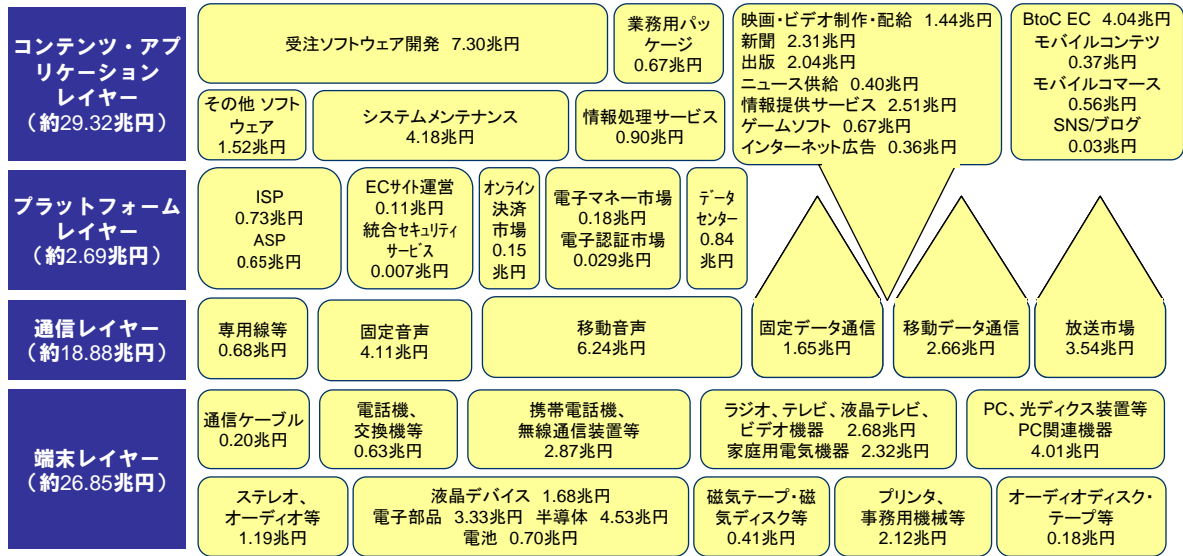 コンテンツ・アプ
リケーション
レイヤー
(約29.32兆円)
受注ソフトウェア開発 7.30兆円
業務用パッ
ケージ
0.67兆円
映画・ビデオ制作・配給 1.44兆円
新聞 2.31兆円
出版 2.04兆円
ニュース供給 0.40兆円
情報提供サービス 2.51兆円
ゲームソフト 0.67兆円
インターネット広告 0.36兆円
BtoC EC 4.04兆円
モバイルコンテツ
0.37兆円
モバイルコマース
0.56兆円
SNS/ブログ
0.03兆円
その他 ソフト
ウェア
1.52兆円
システムメンテナンス
4.18兆円
情報処理サービス
0.90兆円
プラットフォーム
レイヤー
(約2.69兆円)
ISP
0.73兆円
ASP
0.65兆円
ECサイト運営
0.11兆円
統合セキュリティ
サービス
0.007兆円
オンライン
決済
市場
0.15
兆円
電子マネー市場
0.18兆円
電子認証市場
0.029兆円
データ
センター
0.84
兆円
通信レイヤー
(約18.88兆円)
専用線等
0.68兆円
固定音声
4.11兆円
移動音声
6.24兆円
固定データ通信
1.65兆円
移動データ通信
2.66兆円
放送市場
3.54兆円
端末レイヤー
(約26.85兆円)
通信ケーブル
0.20兆円
電話機、
交換機等
0.63兆円
携帯電話機、
無線通信装置等
2.87兆円
ラジオ、テレビ、液晶テレビ、
ビデオ機器 2.68兆円
家庭用電気機器 2.32兆円
PC、光ディクス装置等
PC関連機器
4.01兆円
ステレオ、
オーディオ等
1.19兆円
液晶デバイス 1.68兆円
電子部品 3.33兆円 半導体 4.53兆円
電池 0.70兆円
磁気テープ・磁
気ディスク等
0.41兆円
プリンタ、
事務用機械等
2.12兆円
オーディオディスク・
テープ等
0.18兆円